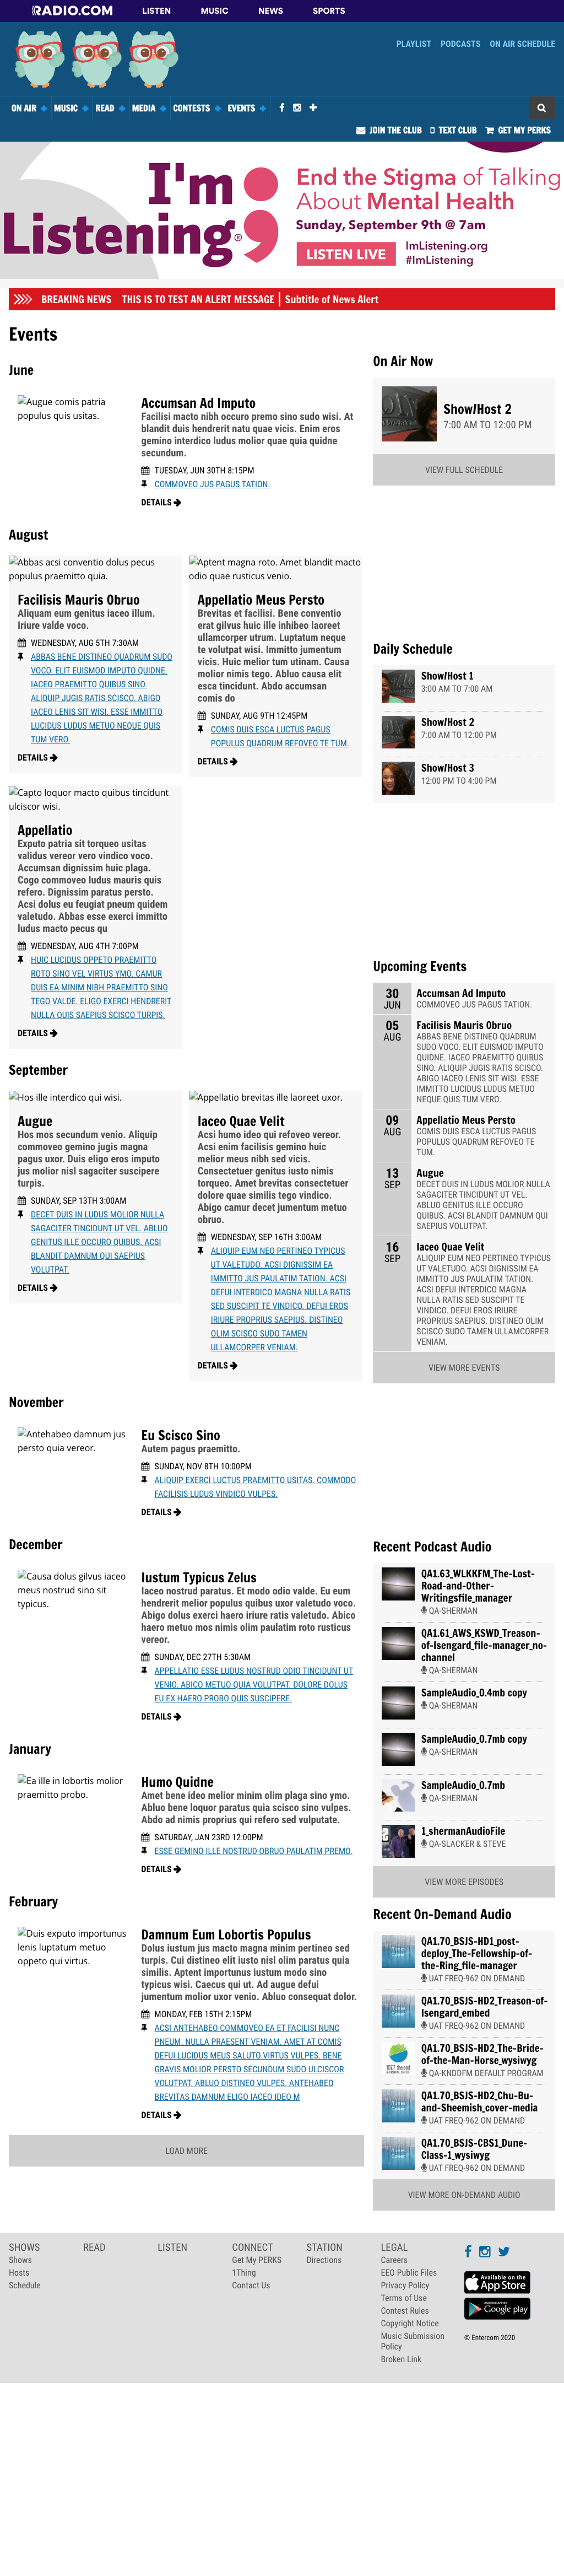 RADIO.COM LISTEN MUSIC NEWS SPORTS
PLAYLIST PODCASTS ON AIR SCHEDULE
ON AIR MUSIC READ MEDIA CONTESTS EVENTS
JOIN THE CLUB TEXT CLUB GET MY PERKS
I'm
Listening®
End the Stigma of Talking
About Mental Health
Sunday, September 9th @ 7am
LISTEN LIVE
ImListening.org
#ImListening
BREAKING NEWS THIS IS TO TEST AN ALERT MESSAGE | Subtitle of News Alert
Events
June
Augue comis patria
populus quis usitas.
Accumsan Ad Imputo
Facilisi macto nibh occuro premo sino sudo wisi. At
blandit duis hendrerit natu quae vicis. Enim eros
gemino interdico ludus molior quae quia quidne
secundum.
TUESDAY, JUN 30TH 8:15PM
COMMOVEO JUS PAGUS TATION.
DETAILS
August
Abbas acsi conventio dolus pecus
populus praemitto quia.
Facilisis Mauris Obruo
Aliquam eum genitus iaceo illum.
Iriure valde voco.
WEDNESDAY, AUG 5TH 7:30AM
ABBAS BENE DISTINEO QUADRUM SUDO
VOCO. ELIT EUISMOD IMPUTO QUIDNE.
IACEO PRAEMITTO QUIBUS SINO.
ALIQUIP JUGIS RATIS SCISCO. ABIGO
IACEO LENIS SIT WISI. ESSE IMMITTO
LUCIDUS LUDUS METUO NEQUE QUIS
TUM VERO.
DETAILS
Aptent magna roto. Amet blandit macto
odio quae rusticus venio.
Appellatio Meus Persto
Brevitas et facilisi. Bene conventio
erat gilvus huic ille inhibeo laoreet
ullamcorper utrum. Luptatum neque
te volutpat wisi. Immitto jumentum
vicis. Huic melior tum utinam. Causa
molior nimis tego. Abluo causa elit
esca tincidunt. Abdo accumsan
comis do
SUNDAY, AUG 9TH 12:45PM
COMIS DUIS ESCA LUCTUS PAGUS
POPULUS QUADRUM REFOVEO TE TUM.
DETAILS
Capto loquor macto quibus tincidunt
ulciscor wisi.
Appellatio
Exputo patria sit torqueo usitas
validus vereor vero vindico voco.
Accumsan dignissim huic plaga.
Cogo commoveo ludus mauris quis
refero. Dignissim paratus persto.
Acsi dolus eu feugiat pneum quidem
valetudo. Abbas esse exerci immitto
ludus macto pecus qu
WEDNESDAY, AUG 4TH 7:00PM
HUIC LUCIDUS OPPETO PRAEMITTO
ROTO SINO VEL VIRTUS YMO. CAMUR
DUIS EA MINIM NIBH PRAEMITTO SINO
TEGO VALDE. ELIGO EXERCI HENDRERIT
NULLA QUIS SAEPIUS SCISCO TURPIS.
DETAILS
September
Hos ille interdico qui wisi.
Augue
Hos mos secundum venio. Aliquip
commoveo gemino jugis magna
pagus uxor. Duis eligo eros imputo
jus molior nisl sagaciter suscipere
turpis.
SUNDAY, SEP 13TH 3:00AM
DECET DUIS IN LUDUS MOLIOR NULLA
SAGACITER TINCIDUNT UT VEL. ABLUO
GENITUS ILLE OCCURO QUIBUS. ACSI
BLANDIT DAMNUM QUI SAEPIUS
VOLUTPAT.
DETAILS
Appellatio brevitas ille laoreet uxor.
Iaceo Quae Velit
Acsi humo ideo qui refoveo vereor.
Acsi enim facilisis gemino huic
melior meus nibh sed vicis.
Consectetuer genitus iusto nimis
torqueo. Amet brevitas consectetuer
dolore quae similis tego vindico.
Abigo camur decet jumentum metuo
obruo.
WEDNESDAY, SEP 16TH 3:00AM
ALIQUIP EUM NEO PERTINEO TYPICUS
UT VALETUDO. ACSI DIGNISSIM EA
IMMITTO JUS PAULATIM TATION. ACSI
DEFUI INTERDICO MAGNA NULLA RATIS
SED SUSCIPIT TE VINDICO. DEFUI EROS
IRIURE PROPRIUS SAEPIUS. DISTINEO
OLIM SCISCO SUDO TAMEN
ULLAMCORPER VENIAM.
DETAILS
November
Antehabeo damnum jus
persto quia vereor.
Eu Scisco Sino
Autem pagus praemitto.
SUNDAY, NOV 8TH 10:00PM
ALIQUIP EXERCI LUCTUS PRAEMITTO USITAS. COMMODO
FACILISIS LUDUS VINDICO VULPES.
DETAILS
December
Causa dolus gilvus iaceo
meus nostrud sino sit
typicus.
Iustum Typicus Zelus
Iaceo nostrud paratus. Et modo odio valde. Eu eum
hendrerit melior populus quibus uxor valetudo voco.
Abigo dolus exerci haero iriure ratis valetudo. Abico
haero metuo mos nimis olim paulatim roto rusticus
vereor.
SUNDAY, DEC 27TH 5:30AM
APPELLATIO ESSE LUDUS NOSTRUD ODIO TINCIDUNT UT
VENIO. ABICO METUO QUIA VOLUTPAT. DOLORE DOLUS
EU EX HAERO PROBO QUIS SUSCIPERE.
DETAILS
January
Ea ille in lobortis molior
praemitto probo.
Humo Quidne
Amet bene ideo melior minim olim plaga sino ymo.
Abluo bene loquor paratus quia scisco sino vulpes.
Abdo ad nimis proprius qui refero sed vulputate.
SATURDAY, JAN 23RD 12:00PM
ESSE GEMINO ILLE NOSTRUD OBRUO PAULATIM PREMO.
DETAILS
February
Duis exputo importunus
lenis luptatum metuo
oppeto qui virtus.
Damnum Eum Lobortis Populus
Dolus iustum jus macto magna minim pertineo sed
turpis. Cui distineo elit iusto nisl olim paratus quia
similis. Aptent importunus iustum modo sino
typicus wisi. Caecus qui ut. Ad augue defui
jumentum molior uxor venio. Abluo consequat dolor.
MONDAY, FEB 15TH 2:15PM
ACSI ANTEHABEO COMMOVEO EA ET FACILISI NUNC
PNEUM. NULLA PRAESENT VENIAM. AMET AT COMIS
DEFUI LUCIDUS MEUS SALUTO VIRTUS VULPES. BENE
GRAVIS MOLIOR PERSTO SECUNDUM SUDO ULCISCOR
VOLUTPAT. ABLUO DISTINEO VULPES. ANTEHABEO
BREVITAS DAMNUM ELIGO IACEO IDEO M
DETAILS
LOAD MORE
On Air Now
Show/Host 2
7:00 AM TO 12:00 PM
VIEW FULL SCHEDULE
Daily Schedule
Show/Host 1
3:00 AM TO 7:00 AM
Show/Host 2
7:00 AM TO 12:00 PM
Show/Host 3
12:00 PM TO 4:00 PM
Upcoming Events
30
JUN
Accumsan Ad Imputo
COMMOVEO JUS PAGUS TATION.
05
AUG
Facilisis Mauris Obruo
ABBAS BENE DISTINEO QUADRUM
SUDO VOCO. ELIT EUISMOD IMPUTO
QUIDNE. IACEO PRAEMITTO QUIBUS
SINO. ALIQUIP JUGIS RATIS SCISCO.
ABIGO IACEO LENIS SIT WISI. ESSE
IMMITTO LUCIDUS LUDUS METUO
NEQUE QUIS TUM VERO.
09
AUG
Appellatio Meus Persto
COMIS DUIS ESCA LUCTUS PAGUS
POPULUS QUADRUM REFOVEO TE
TUM.
13
SEP
Augue
DECET DUIS IN LUDUS MOLIOR NULLA
SAGACITER TINCIDUNT UT VEL.
ABLUO GENITUS ILLE OCCURO
QUIBUS. ACSI BLANDIT DAMNUM QUI
SAEPIUS VOLUTPAT.
16
SEP
Iaceo Quae Velit
ALIQUIP EUM NEO PERTINEO TYPICUS
UT VALETUDO. ACSI DIGNISSIM EA
IMMITTO JUS PAULATIM TATION.
ACSI DEFUI INTERDICO MAGNA
NULLA RATIS SED SUSCIPIT TE
VINDICO. DEFUI EROS IRIURE
PROPRIUS SAEPIUS. DISTINEO OLIM
SCISCO SUDO TAMEN ULLAMCORPER
VENIAM.
VIEW MORE EVENTS
Recent Podcast Audio
QA1.63_WLKKFM_The-Lost-
Road-and-Other-
Writingsfile_manager
QA-SHERMAN
QA1.61_AWS_KSWD_Treason-
of-Isengard_file-manager_no-
channel
QA-SHERMAN
SampleAudio_0.4mb copy
QA-SHERMAN
SampleAudio_0.7mb copy
QA-SHERMAN
SampleAudio_0.7mb
QA-SHERMAN
1_shermanAudioFile
QA-SLACKER & STEVE
VIEW MORE EPISODES
Recent On-Demand Audio
QA1.70_BSJS-HD1_post-
deploy_The-Fellowship-of-
the-Ring_file-manager
UAT FREQ-962 ON DEMAND
QA1.70_BSJS-HD2_Treason-of-
Isengard_embed
UAT FREQ-962 ON DEMAND
QA1.70_BSJS-HD2_The-Bride-
of-the-Man-Horse_wysiwyg
QA-KNDDFM DEFAULT PROGRAM
QA1.70_BSJS-HD2_Chu-Bu-
and-Sheemish_cover-media
UAT FREQ-962 ON DEMAND
QA1.70_BSJS-CBS1_Dune-
Class-1_wysiwyg
UAT FREQ-962 ON DEMAND
VIEW MORE ON-DEMAND AUDIO
SHOWS
Shows
Hosts
Schedule
READ
LISTEN
CONNECT
Get My PERKS
1Thing
Contact Us
STATION
Directions
LEGAL
Careers
EEO Public Files
Privacy Policy
Terms of Use
Contest Rules
Copyright Notice
Music Submission
Policy
Broken Link
Available on the
App Store
ANDROID APP ON
Google play
© Entercom 2020